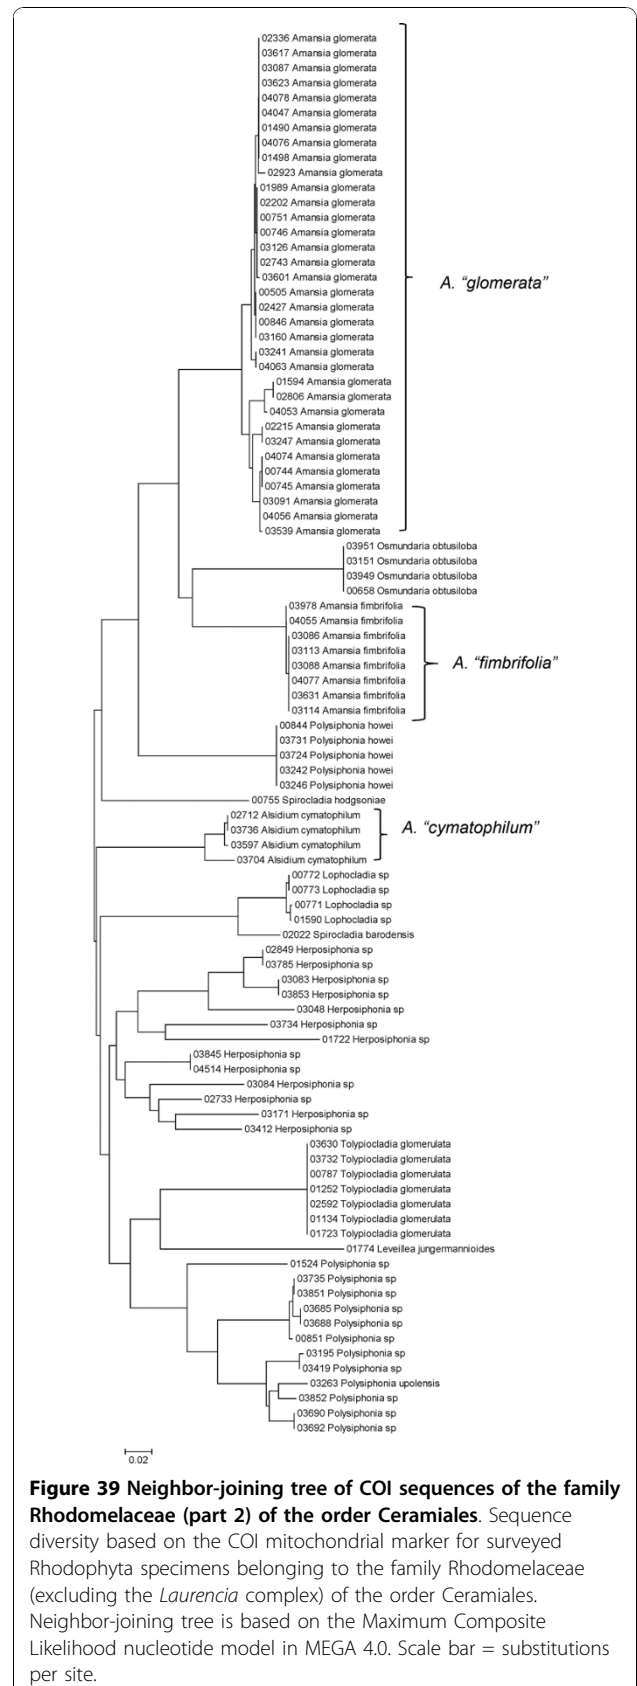 02336 Amansia glomerata
03617 Amansia glomerata
03087 Amansia glomerata
03623 Amansia glomerata
04078 Amansia glomerata
04047 Amansia glomerata
01490 Amansia glomerata
04076 Amansia glomerata
01498 Amansia glomerata
02923 Amansia glomerata
01989 Amansia glomerata
02202 Amansia glomerata
00751 Amansia glomerata
00746 Amansia glomerata
03126 Amansia glomerata
02743 Amansia glomerata
03601 Amansia glomerata
A. "glomerata"
00505 Amansia glomerata
02427 Amansia glomerata
00846 Amansia glomerata
03160 Amansia glomerata
03241 Amansia glomerata
04063 Amansia glomerata
01594 Amansia glomerata
02806 Amansia glomerata
04053 Amansia glomerata
02215 Amansia glomerata
03247 Amansia glomerata
04074 Amansia glomerata
00744 Amansia glomerata
00745 Amansia glomerata
03091 Amansia glomerata
04056 Amansia glomerata
03539 Amansia glomerata
03951 Osmundaria obtusiloba
03151 Osmundaria obtusiloba
03949 Osmundaria obtusiloba
00658 Osmundaria obtusiloba
03978 Amansia fimbrifolia
04055 Amansia fimbrifolia
03086 Amansia fimbrifolia
03113 Amansia fimbrifolia
03088 Amansia fimbrifolia
A. "fimbrifolia"
04077 Amansia fimbrifolia
03631 Amansia fimbrifolia
03114 Amansia fimbrifolia
00844 Polysiphonia howei
03731 Polysiphonia howei
03724 Polysiphonia howei
03242 Polysiphonia howei
03246 Polysiphonia howei
00755 Spirocladia hodgsoniae
02712 Alsidium cymatophilum
03736 Alsidium cymatophilum
A. "cymatophilum"
03597 Alsidium cymatophilum
03704 Alsidium cymatophilum
00772 Lophocladia sp
00773 Lophocladia sp
00771 Lophocladia sp
01590 Lophocladia sp
02022 Spirocladia barodensis
02849 Herposiphonia sp
03785 Herposiphonia sp
03083 Herposiphonia sp
03853 Herposiphonia sp
03048 Herposiphonia sp
03734 Herposiphonia sp
01722 Herposiphonia sp
03845 Herposiphonia sp
04514 Herposiphonia sp
03084 Herposiphonia sp
02733 Herposiphonia sp
03171 Herposiphonia sp
03412 Herposiphonia sp
03630 Tolypiocladia glomerulata
03732 Tolypiocladia glomerulata
00787 Tolypiocladia glomerulata
01252 Tolypiocladia glomerulata
02592 Tolypiocladia glomerulata
01134 Tolypiocladia glomerulata
01723 Tolypiocladia glomerulata
01774 Leveillea jungermannioides
01524 Polysiphonia sp
03735 Polysiphonia sp
03851 Polysiphonia sp
03685 Polysiphonia sp
03688 Polysiphonia sp
00851 Polysiphonia sp
03195 Polysiphonia sp
03419 Polysiphonia sp
03263 Polysiphonia upolensis
03852 Polysiphonia sp
03690 Polysiphonia sp
03692 Polysiphonia sp
0.02
Figure 39 Neighbor-joining tree of COI sequences of the family
Rhodomelaceae (part 2) of the order Ceramiales. Sequence
diversity based on the COI mitochondrial marker for surveyed
Rhodophyta specimens belonging to the family Rhodomelaceae
(excluding the Laurencia complex) of the order Ceramiales.
Neighbor-joining tree is based on the Maximum Composite
Likelihood nucleotide model in MEGA 4.0. Scale bar = substitutions
per site.